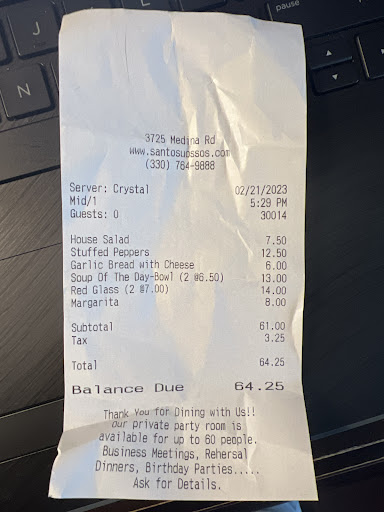 J
N
pause
3725 Medina Rd
www.santosuossos.com
(330) 764-9888
Server: Crystal 02/21/2023
Mid/1 5:29 PM
Guests: 0 30014
House Salad 7.50
Stuffed Peppers 12.50
Garlic Bread with Cheese 6.00
Soup Of The Day-Bowl (2 @6.50) 13.00
Red Glass (2 @7.00) 14.00
Margarita 8.00
Subtotal 61.00
Tax 3.25
Total 64.25
Balance Due 64.25
Thank You for Dining with Us!!
Our private party room is
available for up to 60 people.
Business Meetings, Rehersal
Dinners, Birthday Parties.....
Ask for Details.